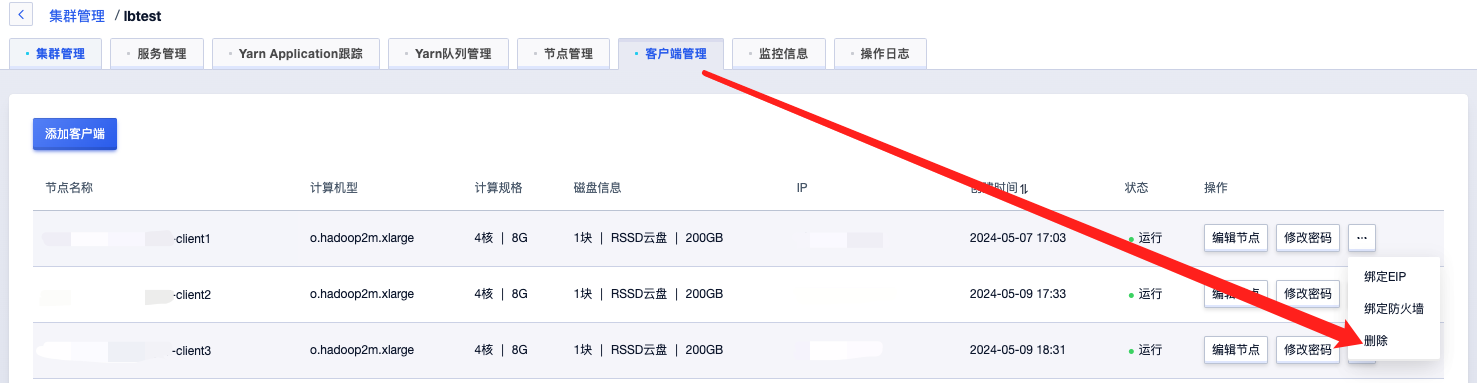 集群管理 / lbtest
集群管理 服务管理 Yarn Application跟踪 Yarn队列管理 节点管理 客户端管理 监控信息 操作日志
添加客户端
节点名称 计算机型 计算规格 磁盘信息 IP 创建时间 状态 操作
-client1 o.hadoop2m.xlarge 4核 | 8G 1块 | RSSD云盘 | 200GB 2024-05-07 17:03 运行 编辑节点 修改密码 ...
绑定EIP
-client2 o.hadoop2m.xlarge 4核 | 8G 1块 | RSSD云盘 | 200GB 2024-05-09 17:33 运行 编辑节点 修改密码
绑定防火墙
删除
-client3 o.hadoop2m.xlarge 4核 | 8G 1块 | RSSD云盘 | 200GB 2024-05-09 18:31 运行 编辑节点 修改密码